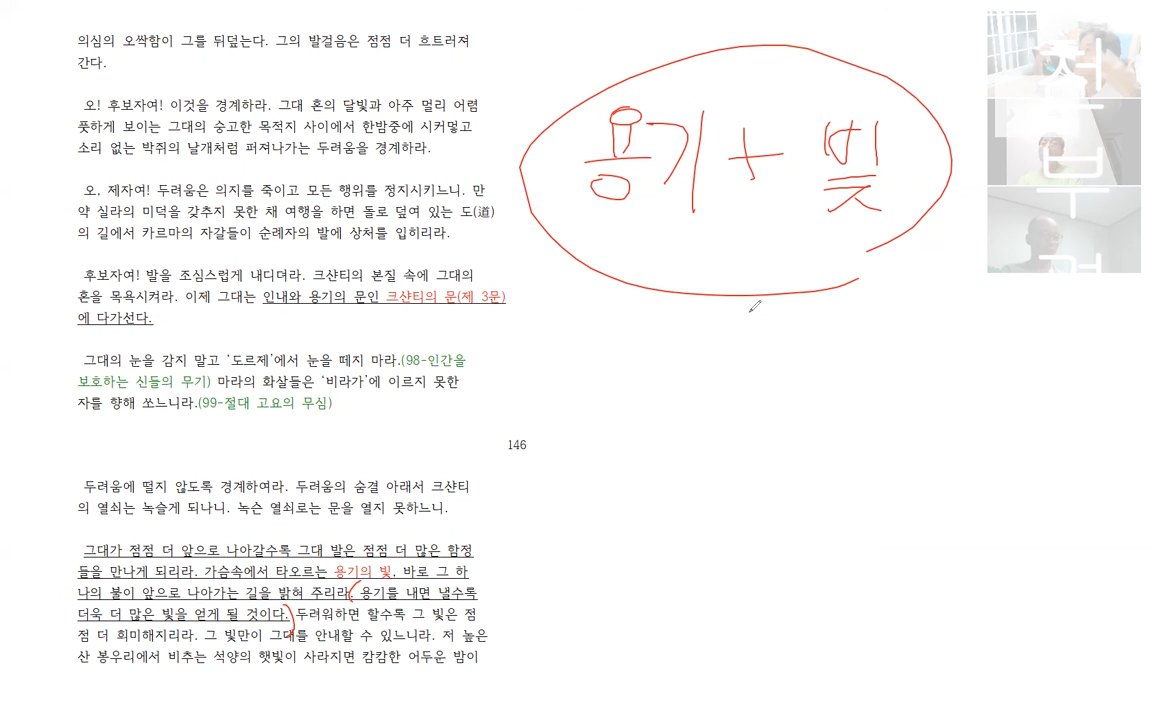 의심의 오싹함이 그를 뒤덮는다. 그의 발걸음은 점점 더 흐트러져
간다.
오! 후보자여! 이것을 경계하라. 그대 혼의 달빛과 아주 멀리 어렴
풋하게 보이는 그대의 숭고한 목적지 사이에서 한밤중에 시커멓고
소리 없는 박쥐의 날개처럼 퍼져나가는 두려움을 경계하라.
오, 제자여! 두려움은 의지를 죽이고 모든 행위를 정지시키느니. 만
약 실라의 미덕을 갖추지 못한 채 여행을 하면 돌로 덮여 있는 도(道)
의 길에서 카르마의 자갈들이 순례자의 발에 상처를 입히리라.
후보자여! 발을 조심스럽게 내디뎌라. 크샨티의 본질 속에 그대의
혼을 목욕시켜라. 이제 그대는 인내와 용기의 문인 크샨티의 문(제 3문)
에 다가선다.
그대의 눈을 감지 말고 '도르제'에서 눈을 떼지 마라.(98-인간을
보호하는 신들의 무기) 마라의 화살들은 '비라가'에 이르지 못한
자를 향해 쏘느니라.(99-절대 고요의 무심)
146
두려움에 떨지 않도록 경계하여라. 두려움의 숨결 아래서 크샨티
의 열쇠는 녹슬게 되나니. 녹슨 열쇠로는 문을 열지 못하느니.
그대가 점점 더 앞으로 나아갈수록 그대 발은 점점 더 많은 함정
들을 만나게 되리라. 가슴속에서 타오르는 용기의 빛, 바로 그 하
나의 불이 앞으로 나아가는 길을 밝혀 주리라. 용기를 내면 낼수록
더욱 더 많은 빛을 얻게 될 것이다. 두려워하면 할수록 그 빛은 점
점 더 희미해지리라. 그 빛만이 그대를 안내할 수 있느니라. 저 높은
산 봉우리에서 비추는 석양의 햇빛이 사라지면 캄캄한 어두운 밤이
용기 + 빛